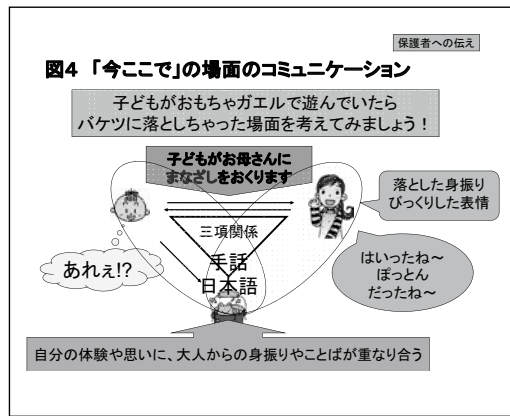 保護者への伝え
図4 「今ここで」の場面のコミュニケーション
子どもがおもちゃガエルで遊んでいたら
バケツに落としちゃった場面を考えてみましょう！
子どもがお母さんに
まなざしをおくります
落とした身振り
びっくりした表情
三項関係
手話
日本語
あれぇ!?
はいったね～
ぽっとん
だったね～
自分の体験や思いに、大人からの身振りやことばが重なり合う